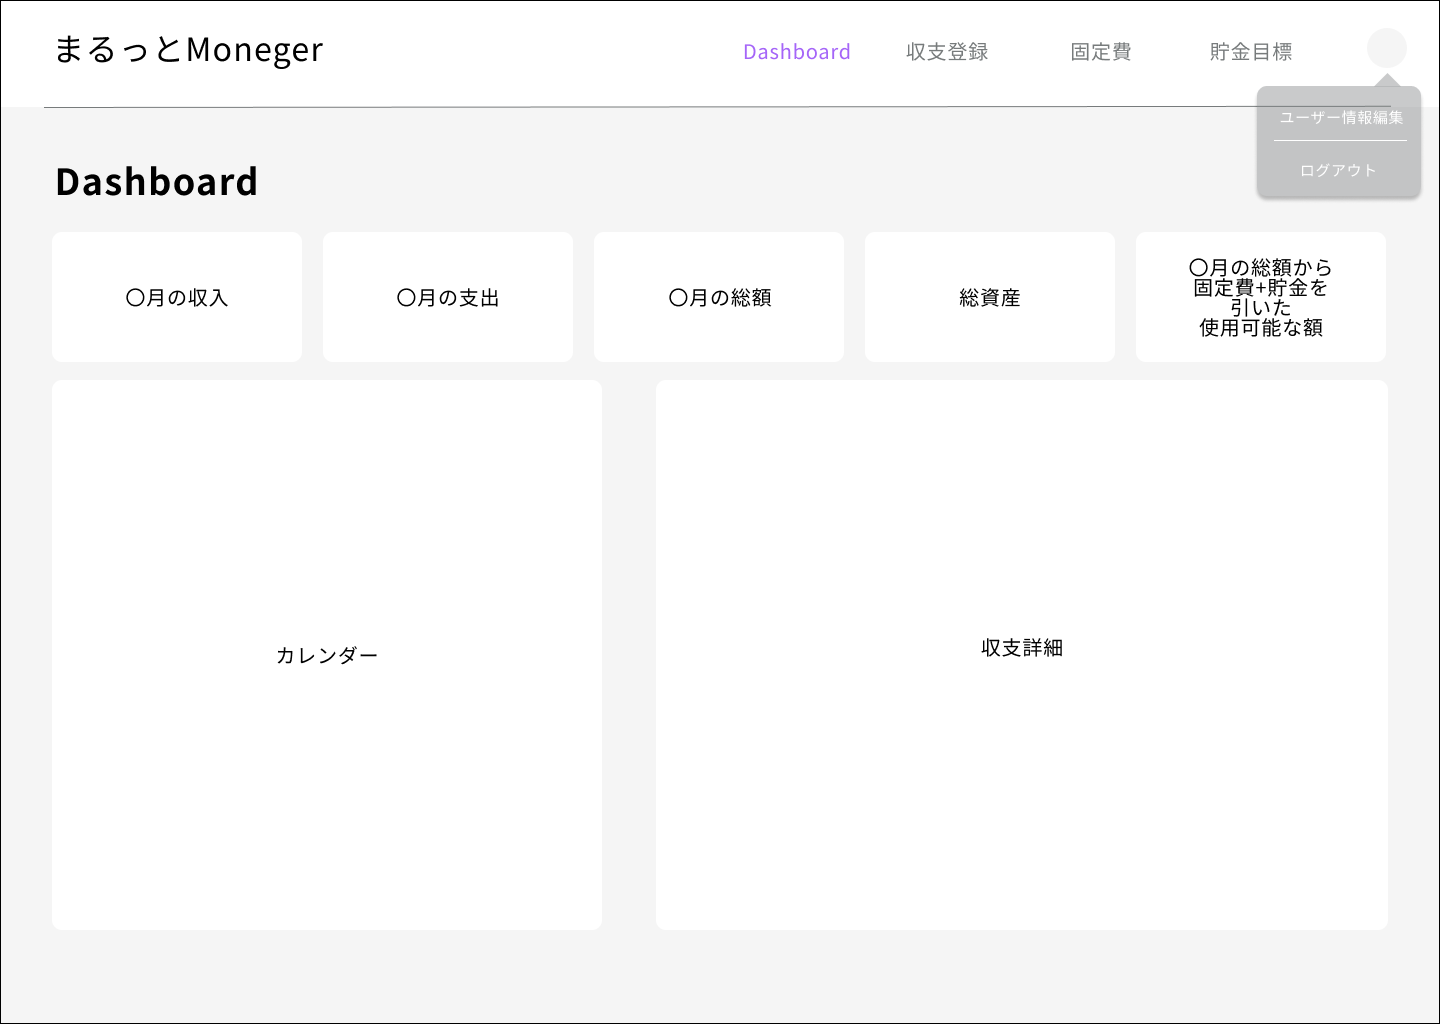 まるっとMoneger
Dashboard 収支登録 固定費 貯金目標
ユーザー情報編集
ログアウト
Dashboard
〇月の収入
〇月の支出
〇月の総額
総資産
〇月の総額から
固定費+貯金を
引いた
使用可能な額
カレンダー
収支詳細